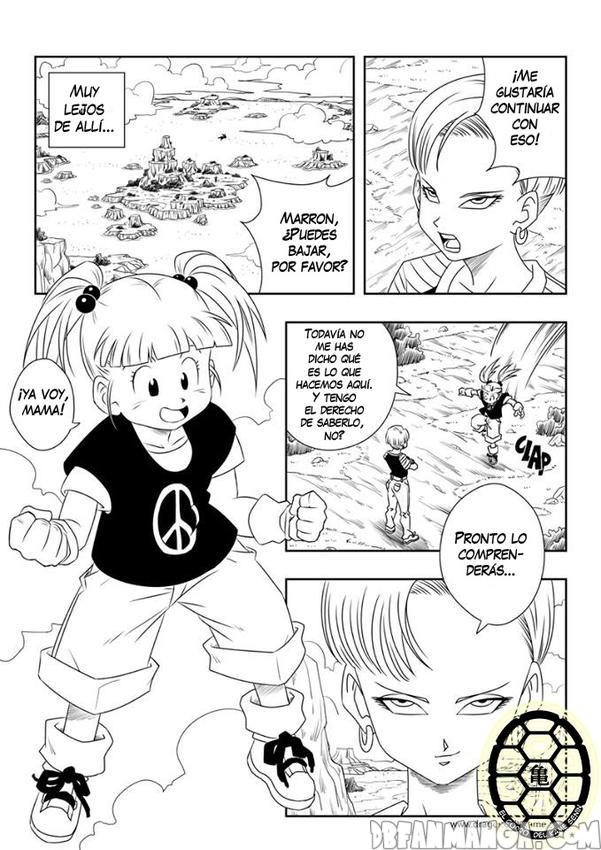 MUY
LEJOS
DE ALLÍ...
MARRON,
¿PUEDES
BAJAR,
POR FAVOR?
¡ME
GUSTARÍA
CONTINUAR
CON
ESO!
¡YA VOY,
MAMA!
TODAVÍA NO
ME HAS
DICHO QUÉ
ES LO QUE
HACEMOS AQUÍ.
Y TENGO
EL DERECHO
DE SABERLO,
NO?
CLAP
PRONTO LO
COMPREN-
DERÁS...
亀
DBFANMANGA.COM